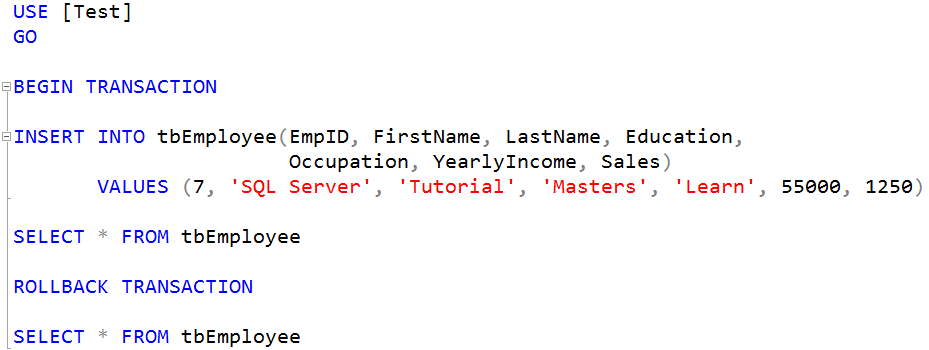 USE [Test]
GO
BEGIN TRANSACTION
INSERT INTO tbEmployee(EmpID, FirstName, LastName, Education,
Occupation, YearlyIncome, Sales)
VALUES (7, 'SQL Server', 'Tutorial', 'Masters', 'Learn', 55000, 1250)
SELECT * FROM tbEmployee
ROLLBACK TRANSACTION
SELECT * FROM tbEmployee